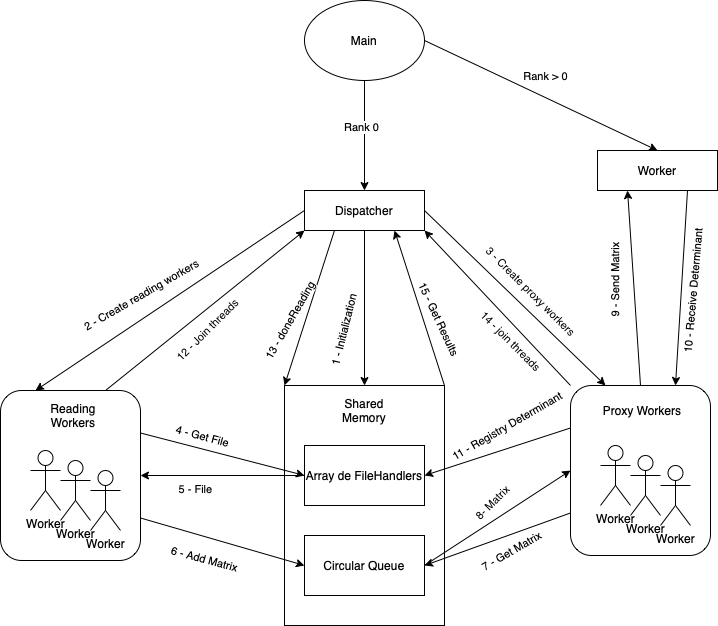 Main
Rank 0
Rank > 0
Worker
Dispatcher
2 - Create reading workers
12 - Join threads
13 - doneReading
1 - Initialization
15 - Get Results
3 - Create proxy workers
14 - join threads
9 - Send Matrix
10 - Receive Determinant
Reading
Workers
Worker
Worker
Worker
4 - Get File
5 - File
6 - Add Matrix
Shared
Memory
Array de FileHandlers
Circular Queue
11 - Registry Determinant
8- Matrix
7 - Get Matrix
Proxy Workers
Worker
Worker
Worker